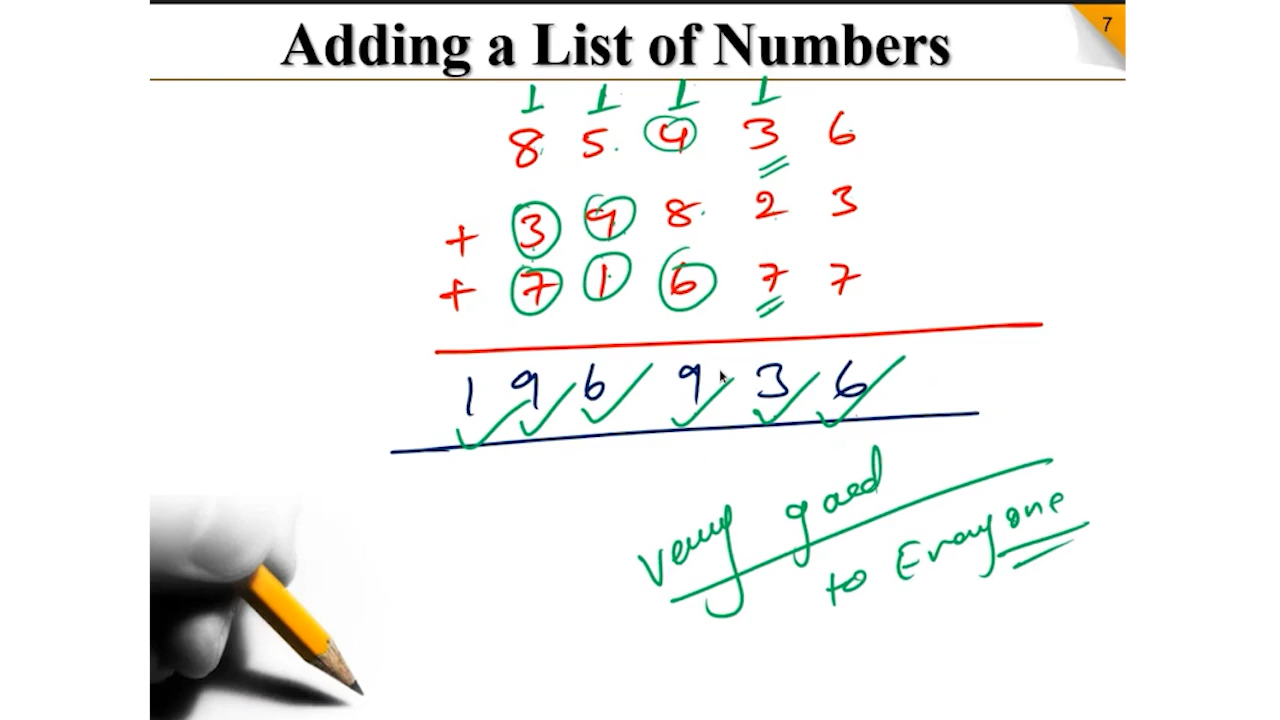 7
Adding a List of Numbers
1 1 1 1
8 5 4 3 6
+ 3 9 8 2 3
+ 7 1 6 7 7
1 9 6 9 3 6
very good
to Everyone